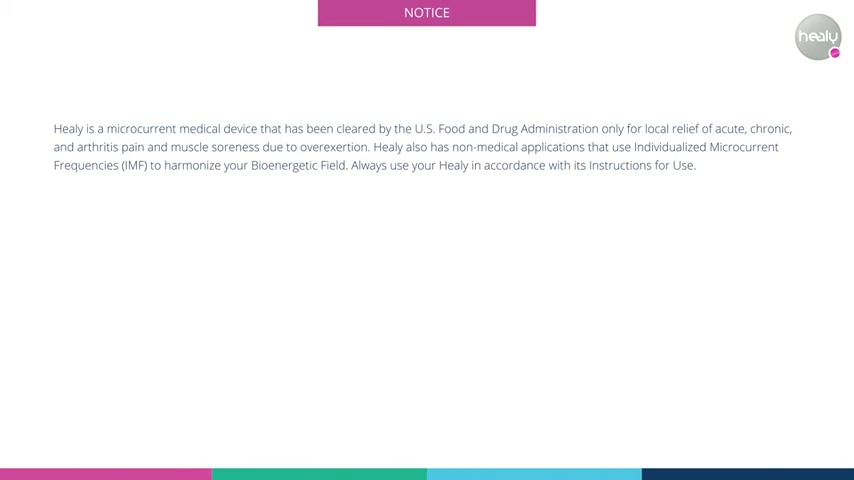 NOTICE
healy
Healy is a microcurrent medical device that has been cleared by the U.S. Food and Drug Administration only for local relief of acute, chronic,
and arthritis pain and muscle soreness due to overexertion. Healy also has non-medical applications that use Individualized Microcurrent
Frequencies (IMF) to harmonize your Bioenergetic Field. Always use your Healy in accordance with its Instructions for Use.